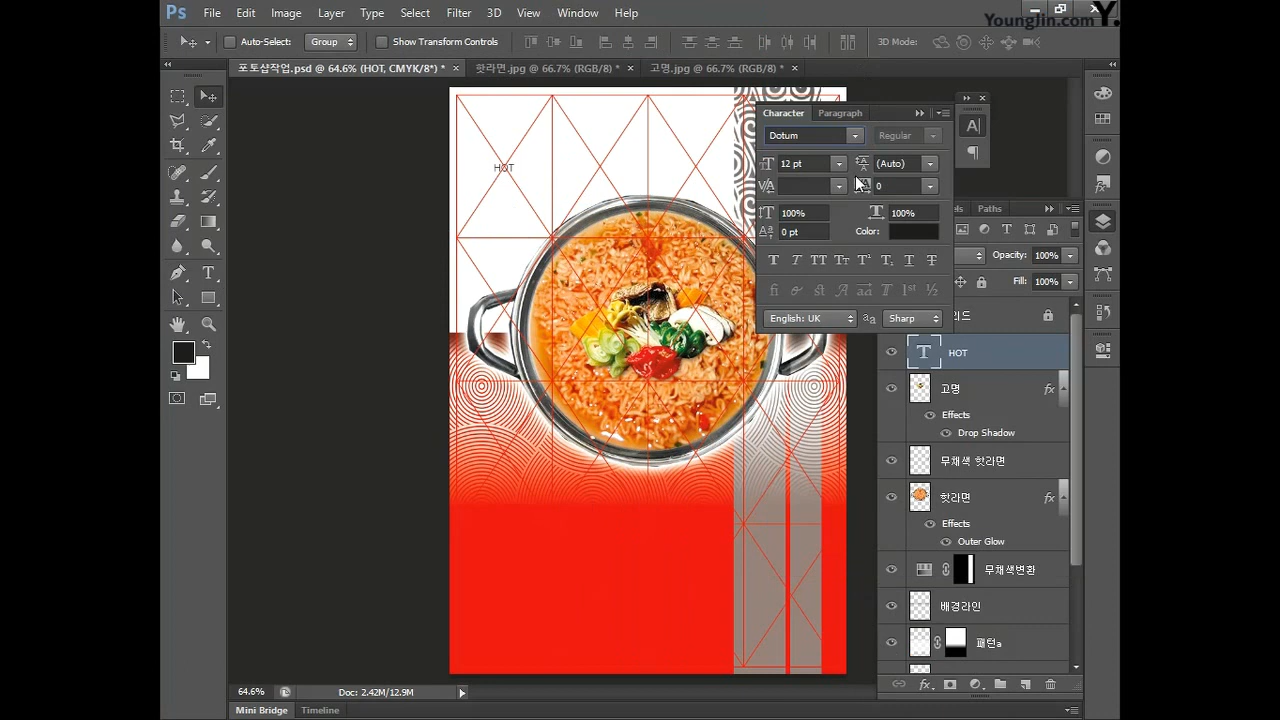 YoungJin.com Y.
Ps File Edit Image Layer Type Select Filter 3D View Window Help
Auto-Select: Group Show Transform Controls 3D Mode:
포토샵작업.psd @ 64.6% (HOT, CMYK/8*) * × 핫라면.jpg @ 66.7% (RGB/8) * × 고명.jpg @ 66.7% (RGB/8) * ×
Character Paragraph
Dotum Regular
12 pt (Auto)
0
100% 100%
0 pt Color:
English: UK Sharp
HOT
Paths
Opacity: 100%
Fill: 100%
HOT
고명 fx
Effects
Drop Shadow
무채색 핫라면
핫라면 fx
Effects
Outer Glow
무채색변환
배경라인
패턴a
64.6% Doc: 2.42M/12.9M
Mini Bridge Timeline